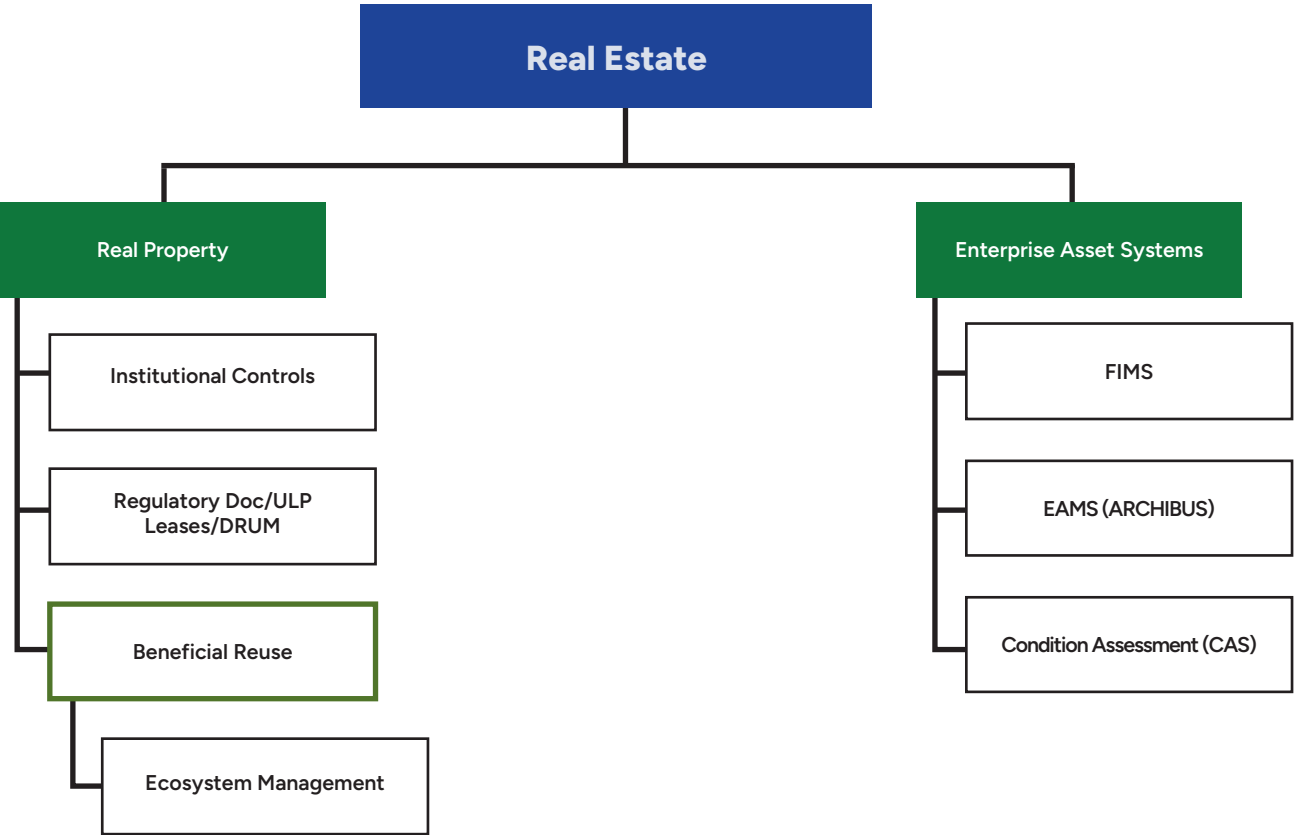 Real Estate
Real Property
Institutional Controls
Regulatory Doc/ULP
Leases/DRUM
Beneficial Reuse
Ecosystem Management
Enterprise Asset Systems
FIMS
EAMS (ARCHIBUS)
Condition Assessment (CAS)